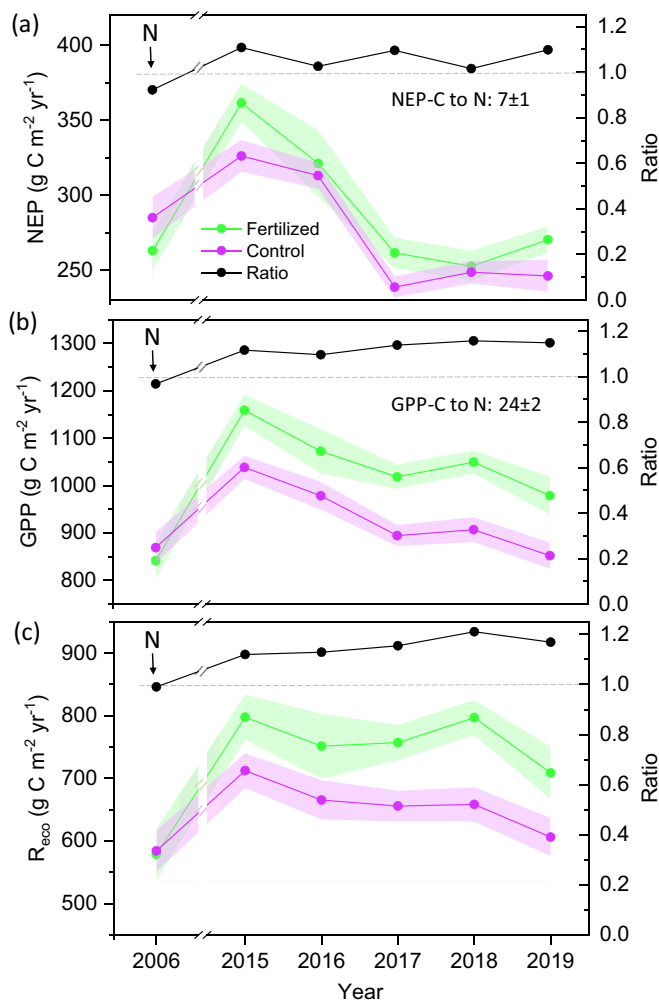 (a)
N
400
350
300
250
NEP (g C m⁻² yr⁻¹)
NEP-C to N: 7±1
Fertilized
Control
Ratio
1.2
1.0
0.8
0.6
0.4
0.2
0.0
Ratio
(b)
N
1300
1200
1100
1000
900
800
GPP (g C m⁻² yr⁻¹)
GPP-C to N: 24±2
1.2
1.0
0.8
0.6
0.4
0.2
0.0
Ratio
(c)
N
900
800
700
600
500
Reco (g C m⁻² yr⁻¹)
1.2
1.0
0.8
0.6
0.4
0.2
0.0
Ratio
2006 2015 2016 2017 2018 2019
Year